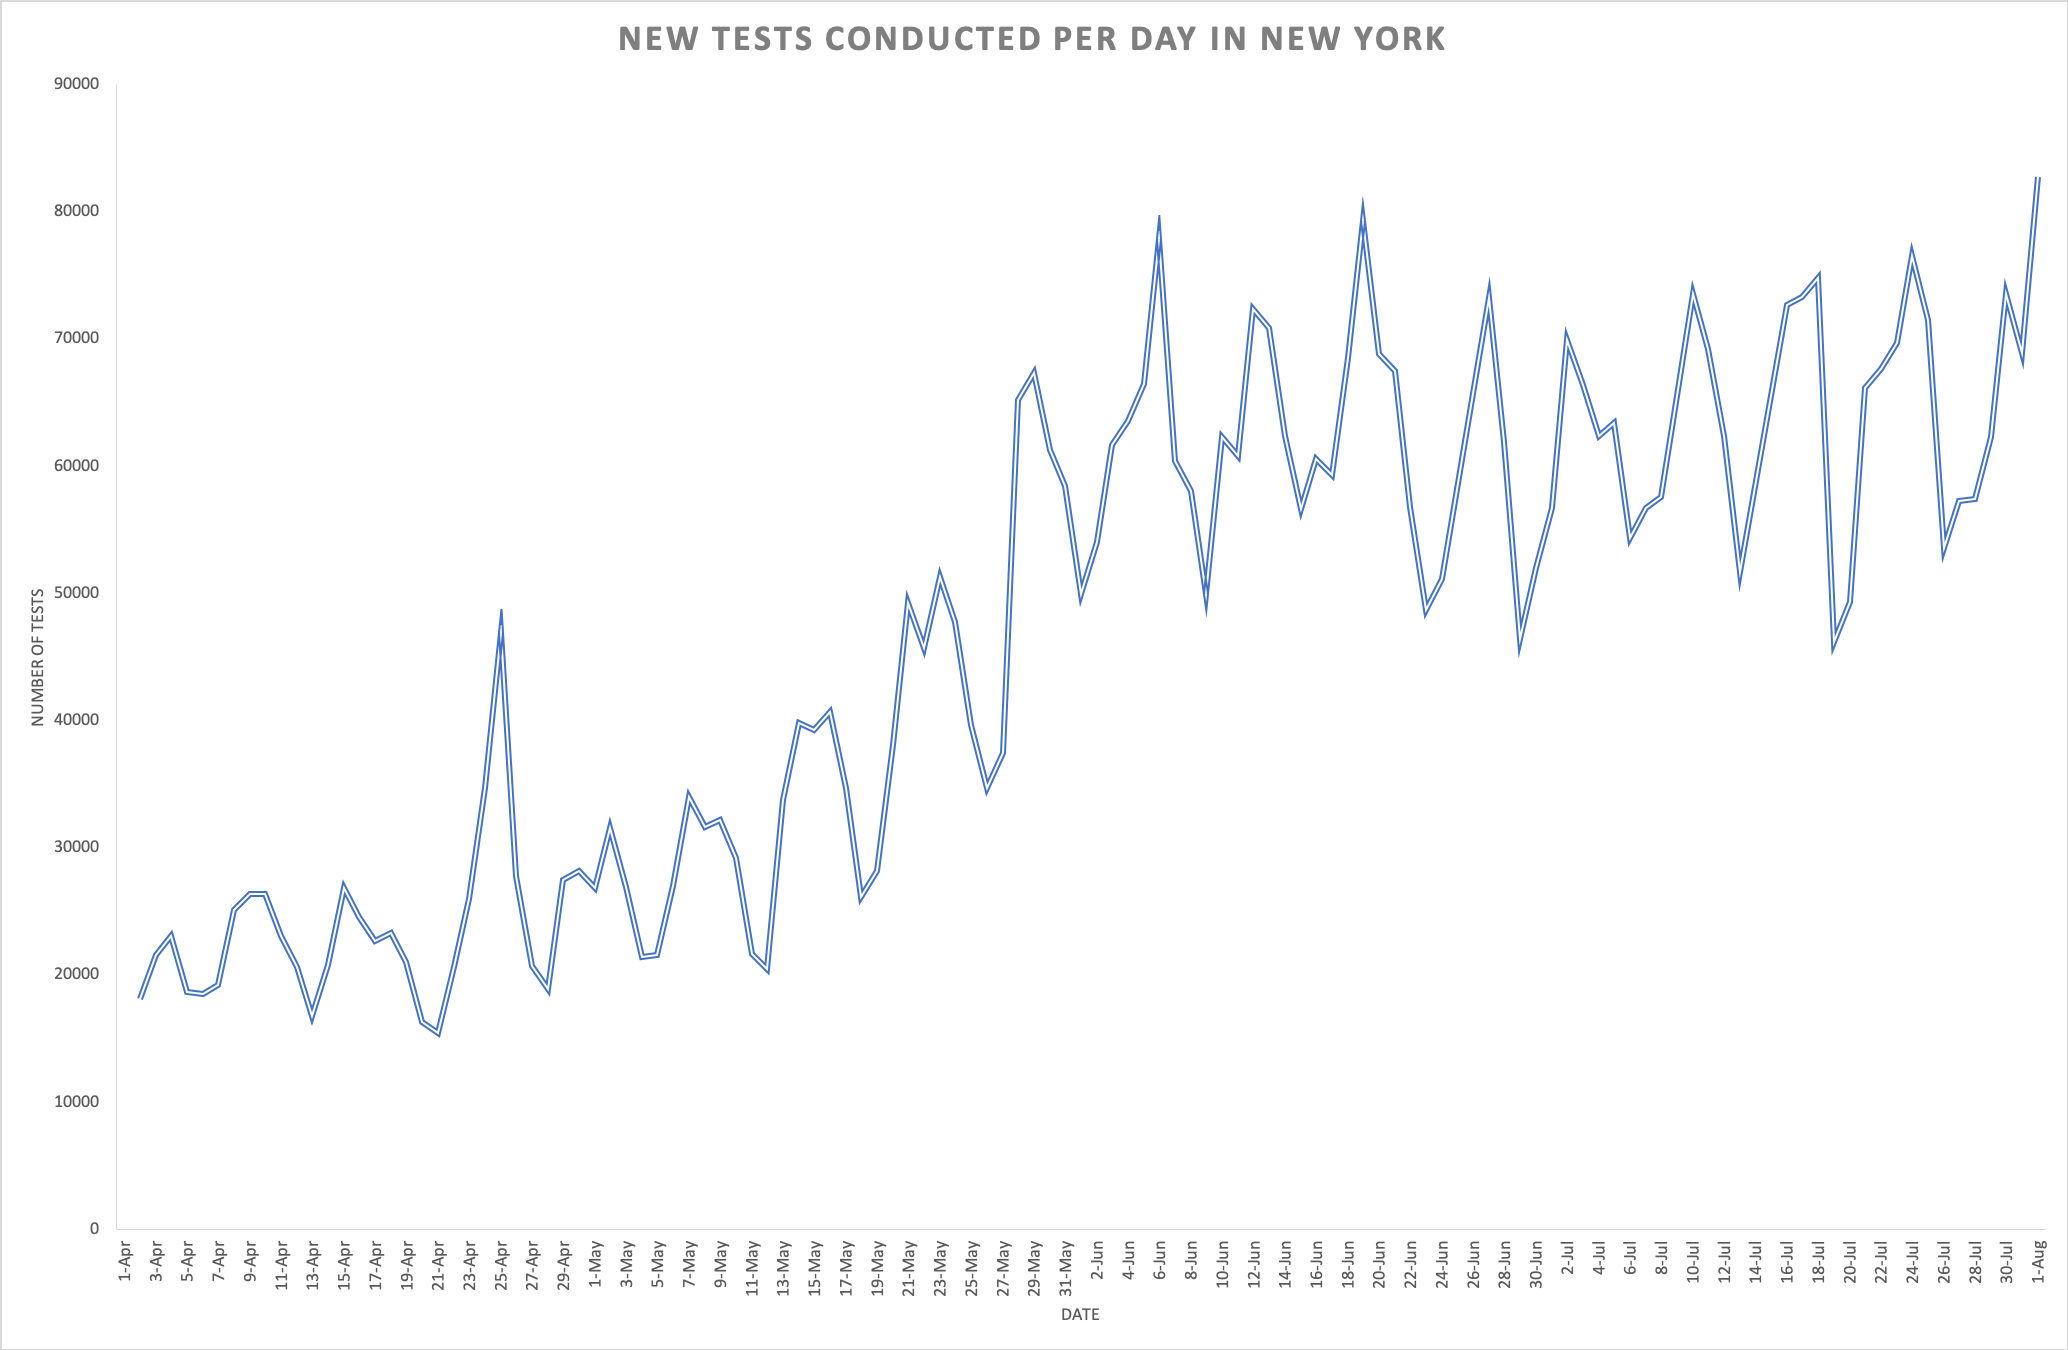 NEW TESTS CONDUCTED PER DAY IN NEW YORK
90000
80000
70000
60000
50000
40000
30000
20000
10000
0
NUMBER OF TESTS
1-Apr
3-Apr
5-Apr
7-Apr
9-Apr
11-Apr
13-Apr
15-Apr
17-Apr
19-Apr
21-Apr
23-Apr
25-Apr
27-Apr
29-Apr
1-May
3-May
5-May
7-May
9-May
11-May
13-May
15-May
17-May
19-May
21-May
23-May
25-May
27-May
29-May
31-May
2-Jun
4-Jun
6-Jun
8-Jun
10-Jun
12-Jun
14-Jun
16-Jun
18-Jun
20-Jun
22-Jun
24-Jun
26-Jun
28-Jun
30-Jun
2-Jul
4-Jul
6-Jul
8-Jul
10-Jul
12-Jul
14-Jul
16-Jul
18-Jul
20-Jul
22-Jul
24-Jul
26-Jul
28-Jul
30-Jul
1-Aug
DATE